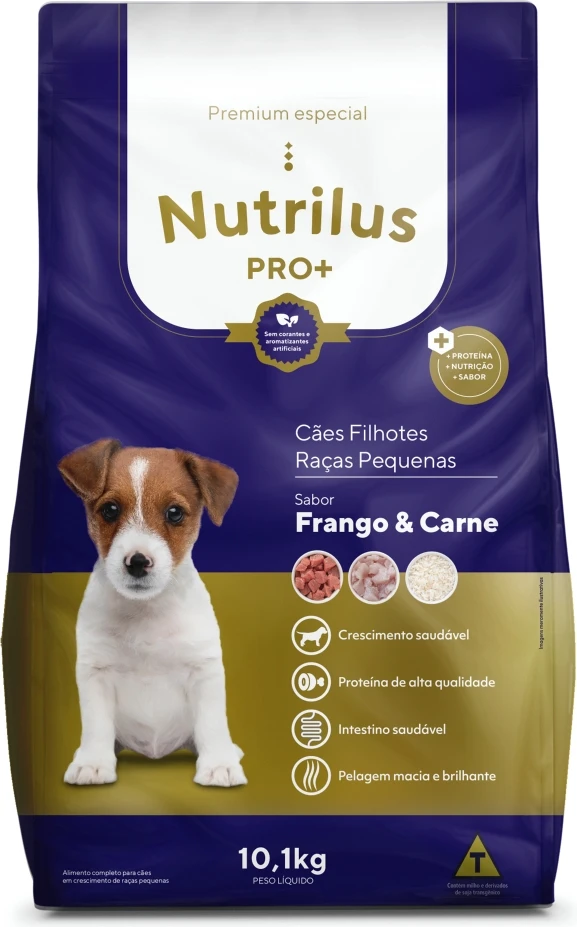 Premium especial
Nutrilus
PRO+
Sem corantes e
aromatizantes
artificiais
+ PROTEÍNA
+ NUTRIÇÃO
+ SABOR
Cães Filhotes
Raças Pequenas
Sabor
Frango & Carne
Imagens meramente ilustrativas
Crescimento saudável
Proteína de alta qualidade
Intestino saudável
Pelagem macia e brilhante
Alimento completo para cães
em crescimento de raças pequenas
10,1kg
PESO LÍQUIDO
T
Contém milho e derivados
de soja transgênico